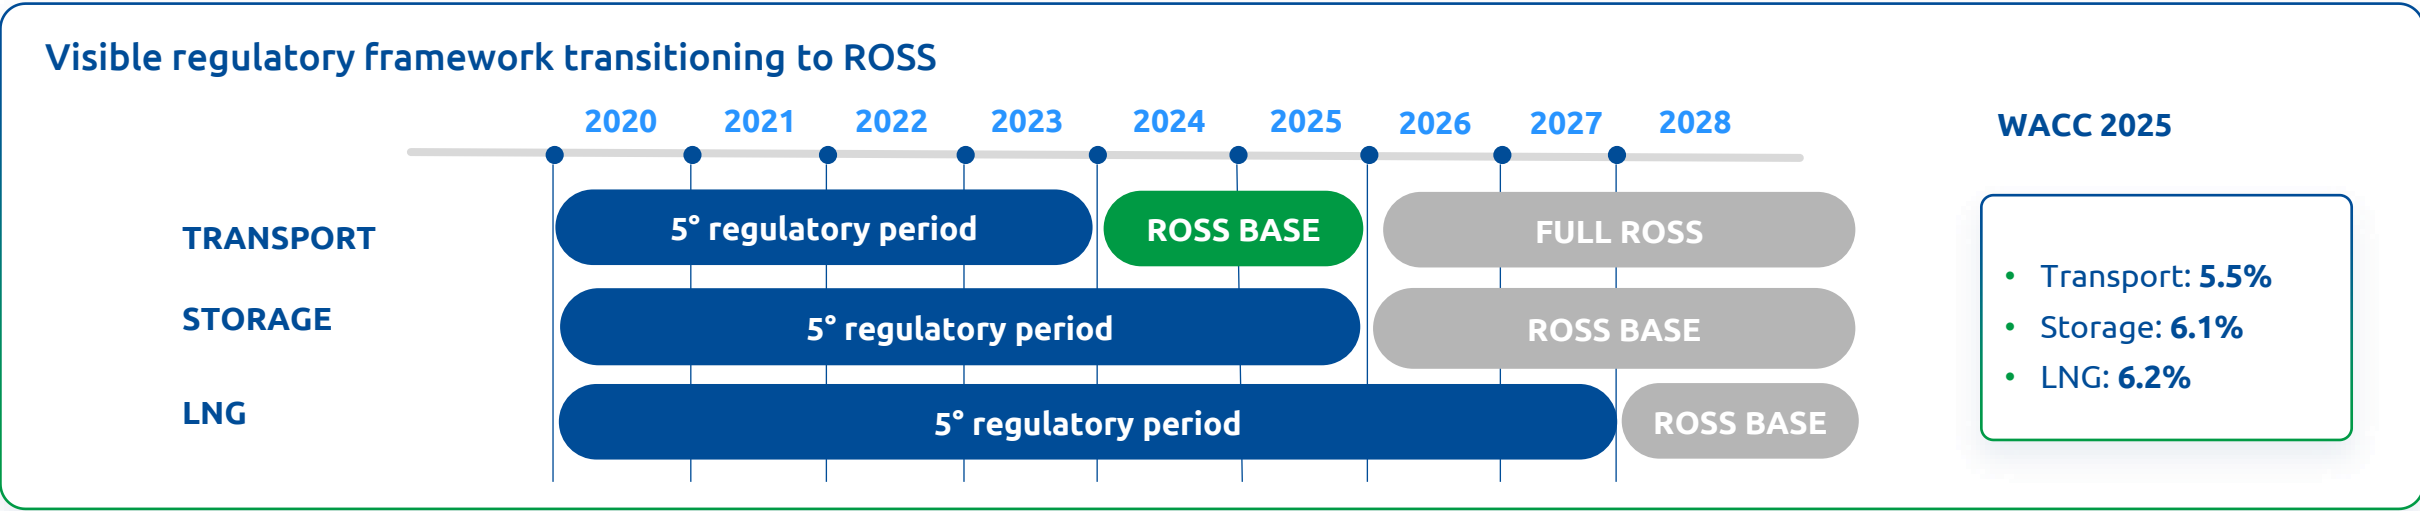 Visible regulatory framework transitioning to ROSS
2020 2021 2022 2023 2024 2025 2026 2027 2028
WACC 2025
TRANSPORT 5° regulatory period ROSS BASE FULL ROSS
STORAGE 5° regulatory period ROSS BASE
LNG 5° regulatory period ROSS BASE
• Transport: 5.5%
• Storage: 6.1%
• LNG: 6.2%